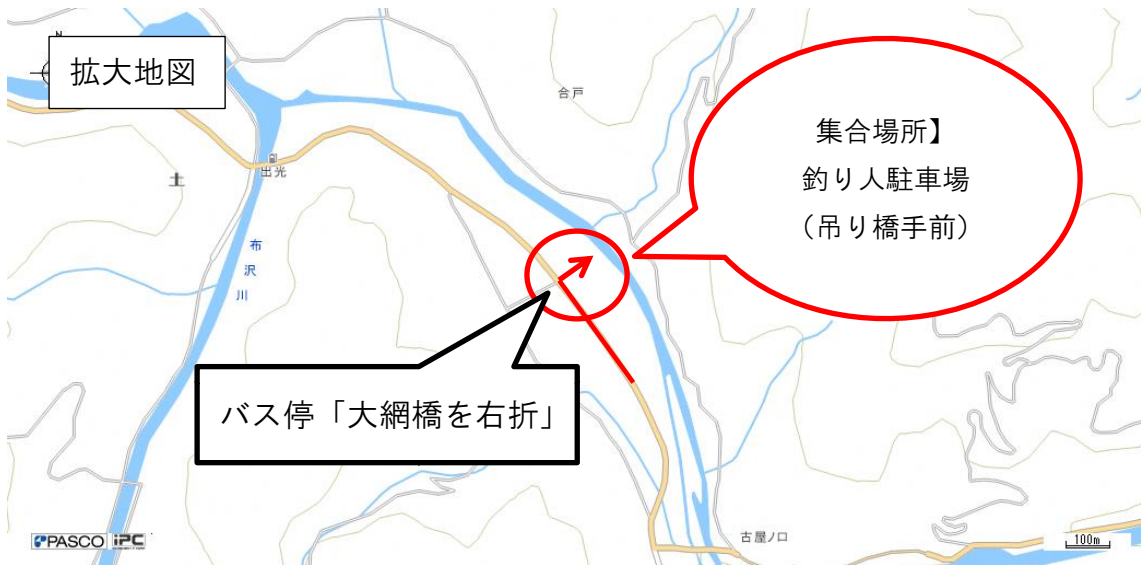 N
拡大地図
合戸
集合場所】
釣り人駐車場
(吊り橋手前)
出光
土
布
沢
川
バス停「大網橋を右折」
古屋ノ口
PASCO iPC
100m